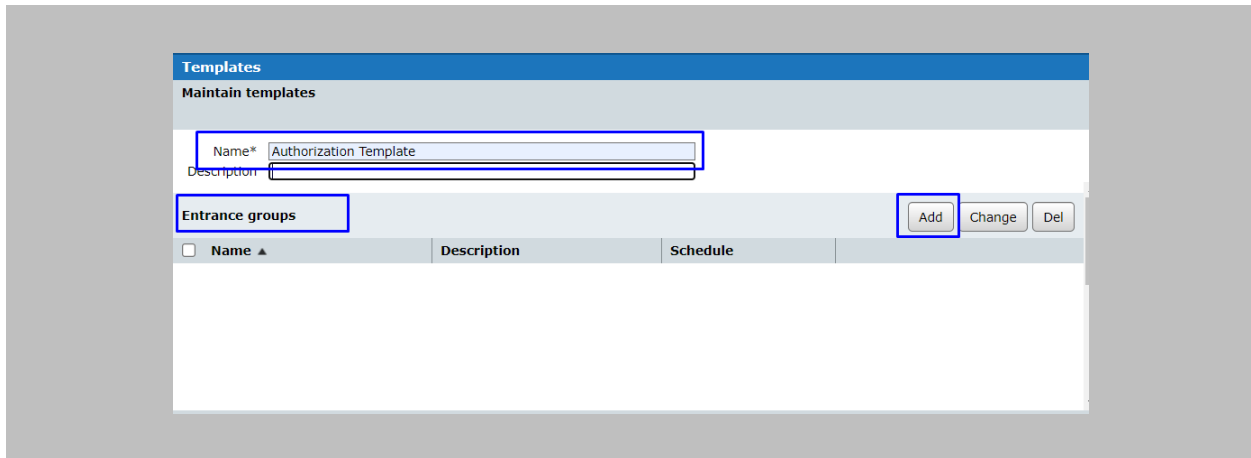 Templates
Maintain templates
Name* Authorization Template
Description
Entrance groups Add Change Del
Name ▲ Description Schedule